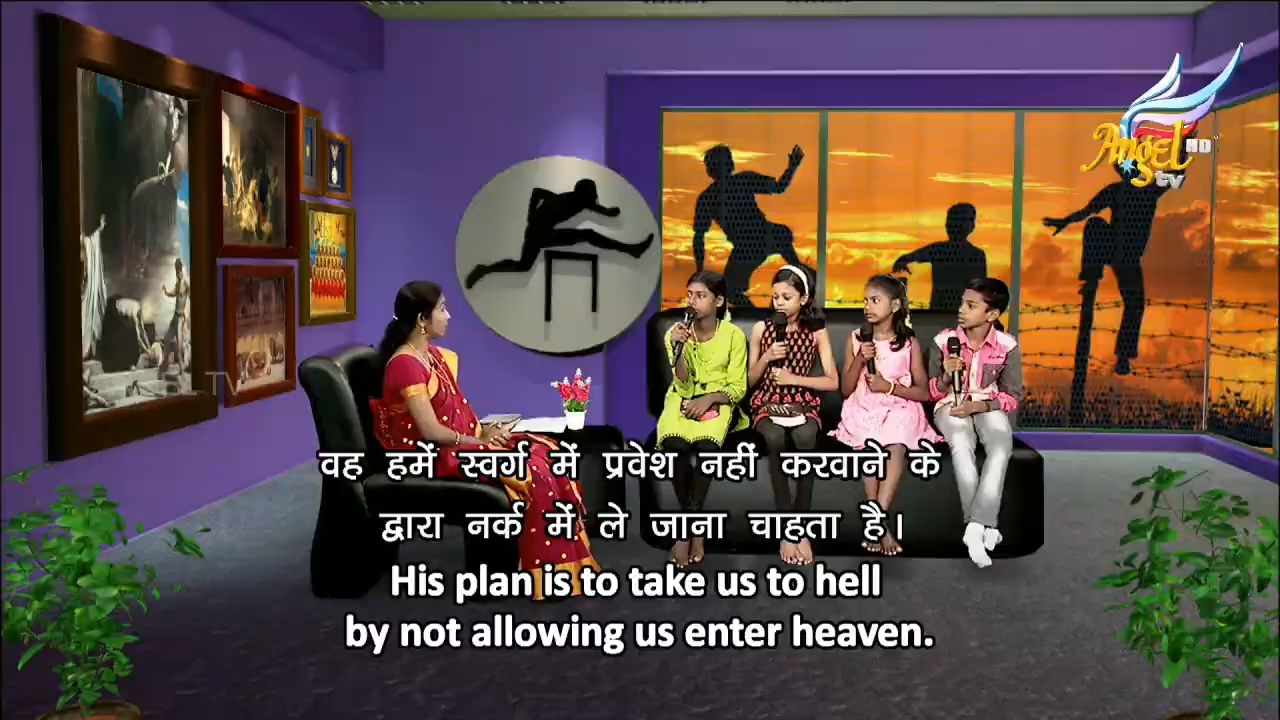 Angel HD
tv
वह हमें स्वर्ग में प्रवेश नहीं करवाने के
द्वारा नर्क में ले जाना चाहता है।
His plan is to take us to hell
by not allowing us enter heaven.